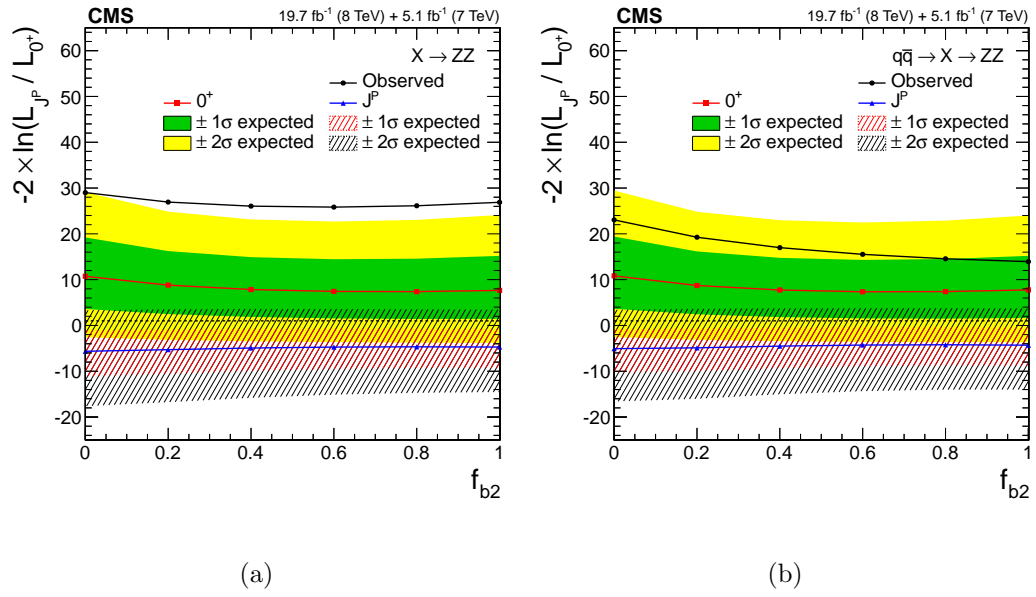 CMS 19.7 fb⁻¹ (8 TeV) + 5.1 fb⁻¹ (7 TeV)
X → ZZ
Observed
0⁺ Jᴾ
± 1σ expected ± 1σ expected
± 2σ expected ± 2σ expected
-2 × ln(L_Jᴾ / L_0⁺)
60
50
40
30
20
10
0
-10
-20
0 0.2 0.4 0.6 0.8 1
f_b2
(a)
CMS 19.7 fb⁻¹ (8 TeV) + 5.1 fb⁻¹ (7 TeV)
qq̅ → X → ZZ
Observed
0⁺ Jᴾ
± 1σ expected ± 1σ expected
± 2σ expected ± 2σ expected
-2 × ln(L_Jᴾ / L_0⁺)
60
50
40
30
20
10
0
-10
-20
0 0.2 0.4 0.6 0.8 1
f_b2
(b)